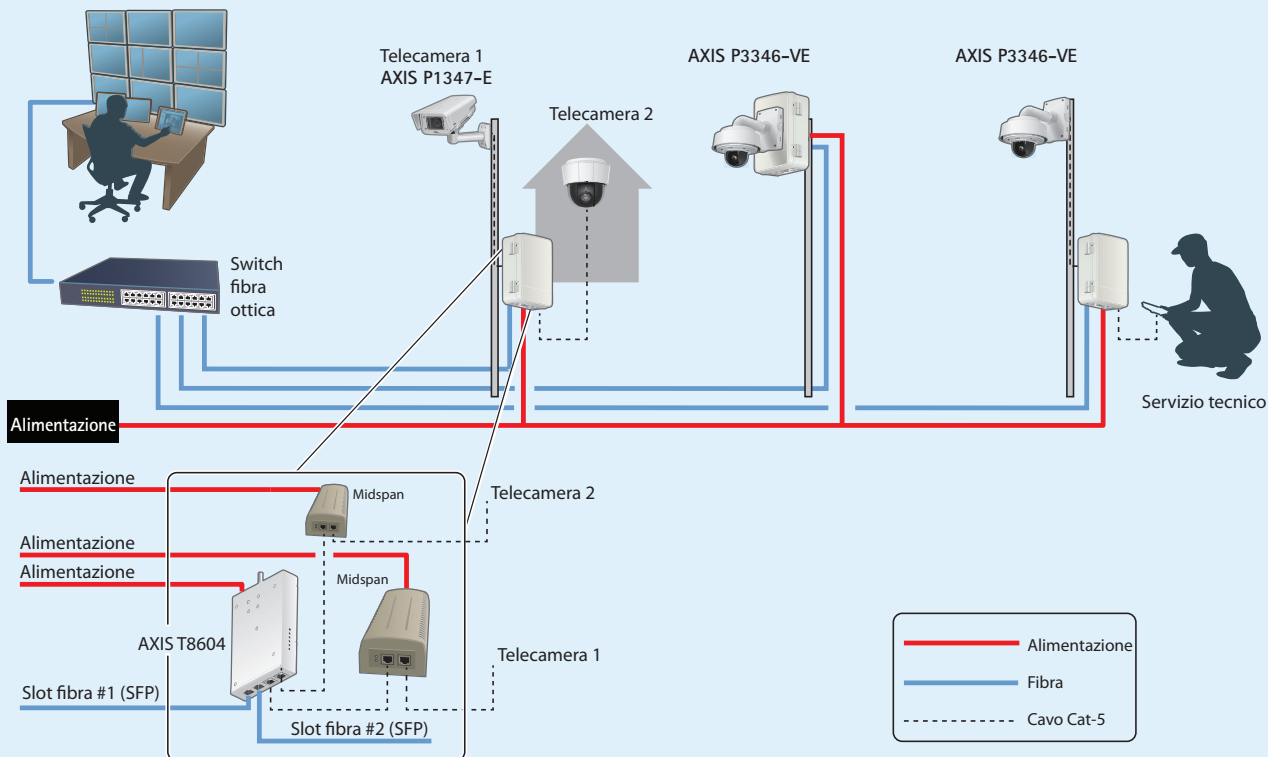 Telecamera 1
AXIS P1347-E
AXIS P3346-VE
AXIS P3346-VE
Telecamera 2
Switch
fibra
ottica
Servizio tecnico
Alimentazione
Alimentazione
Midspan
Telecamera 2
Alimentazione
Alimentazione
Midspan
AXIS T8604
Telecamera 1
Slot fibra #1 (SFP)
Slot fibra #2 (SFP)
Alimentazione
Fibra
Cavo Cat-5